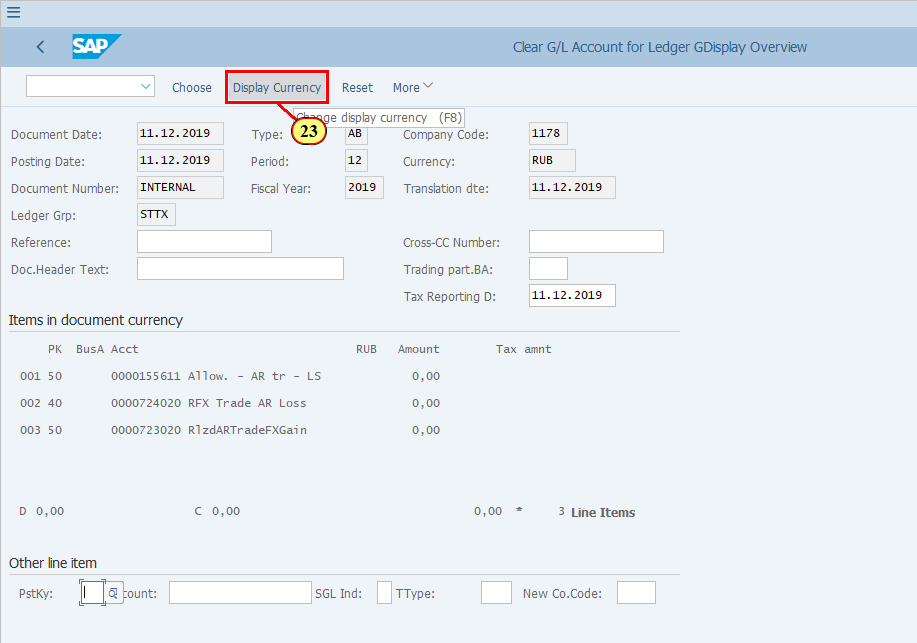 SAP Clear G/L Account for Ledger GDisplay Overview
Choose Display Currency Reset More
Change display currency (F8)
23
Document Date: 11.12.2019 Type: AB Company Code: 1178
Posting Date: 11.12.2019 Period: 12 Currency: RUB
Document Number: INTERNAL Fiscal Year: 2019 Translation dte: 11.12.2019
Ledger Grp: STTX
Reference: Cross-CC Number:
Doc.Header Text: Trading part.BA:
Tax Reporting D: 11.12.2019
Items in document currency
PK BusA Acct RUB Amount Tax amnt
001 50 0000155611 Allow. - AR tr - LS 0,00
002 40 0000724020 RFX Trade AR Loss 0,00
003 50 0000723020 RlzdARTradeFXGain 0,00
D 0,00 C 0,00 0,00 * 3 Line Items
Other line item
PstKy: count: SGL Ind: TType: New Co.Code: